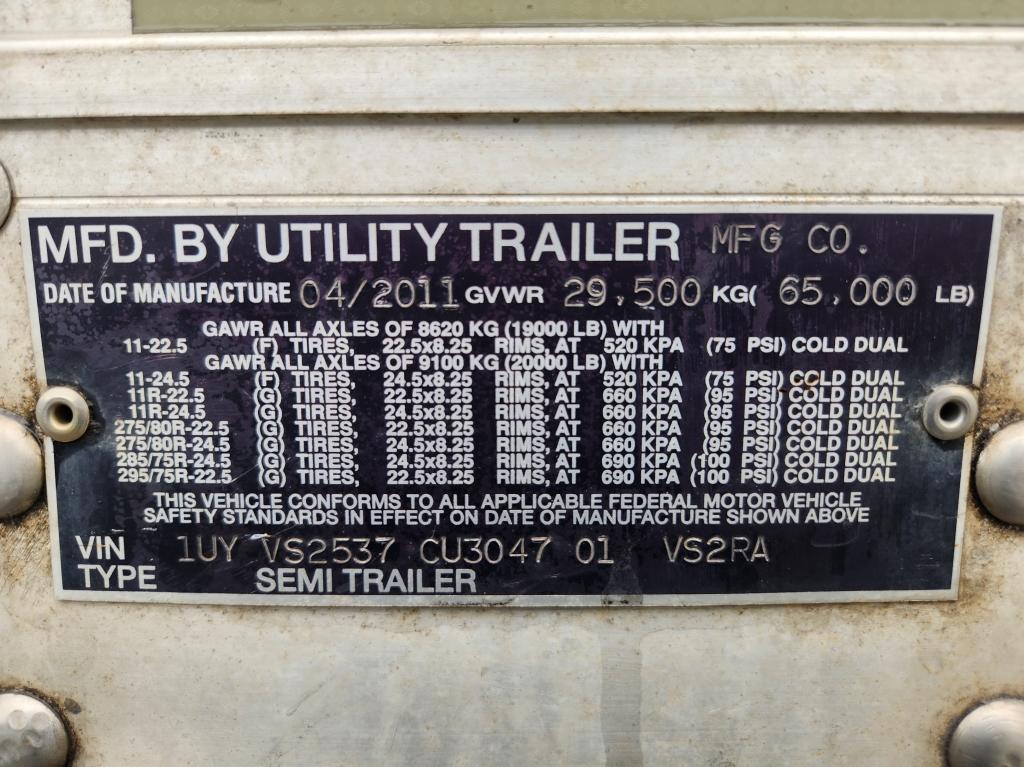 MFD. BY UTILITY TRAILER MFG CO.
DATE OF MANUFACTURE 04/2011 GVWR 29,500 KG( 65,000 LB)
GAWR ALL AXLES OF 8620 KG (19000 LB) WITH
11-22.5 (F) TIRES, 22.5x8.25 RIMS, AT 520 KPA (75 PSI) COLD DUAL
GAWR ALL AXLES OF 9100 KG (20000 LB) WITH
11-24.5 (F) TIRES, 24.5x8.25 RIMS, AT 520 KPA (75 PSI) COLD DUAL
11R-22.5 (G) TIRES, 22.5x8.25 RIMS, AT 660 KPA (95 PSI) COLD DUAL
11R-24.5 (G) TIRES, 24.5x8.25 RIMS, AT 660 KPA (95 PSI) COLD DUAL
275/80R-22.5 (G) TIRES, 22.5x8.25 RIMS, AT 660 KPA (95 PSI) COLD DUAL
275/80R-24.5 (G) TIRES, 24.5x8.25 RIMS, AT 660 KPA (95 PSI) COLD DUAL
285/75R-24.5 (G) TIRES, 24.5x8.25 RIMS, AT 690 KPA (100 PSI) COLD DUAL
295/75R-22.5 (G) TIRES, 22.5x8.25 RIMS, AT 690 KPA (100 PSI) COLD DUAL
THIS VEHICLE CONFORMS TO ALL APPLICABLE FEDERAL MOTOR VEHICLE
SAFETY STANDARDS IN EFFECT ON DATE OF MANUFACTURE SHOWN ABOVE
VIN 1UY VS2537 CU3047 01 VS2RA
TYPE SEMI TRAILER